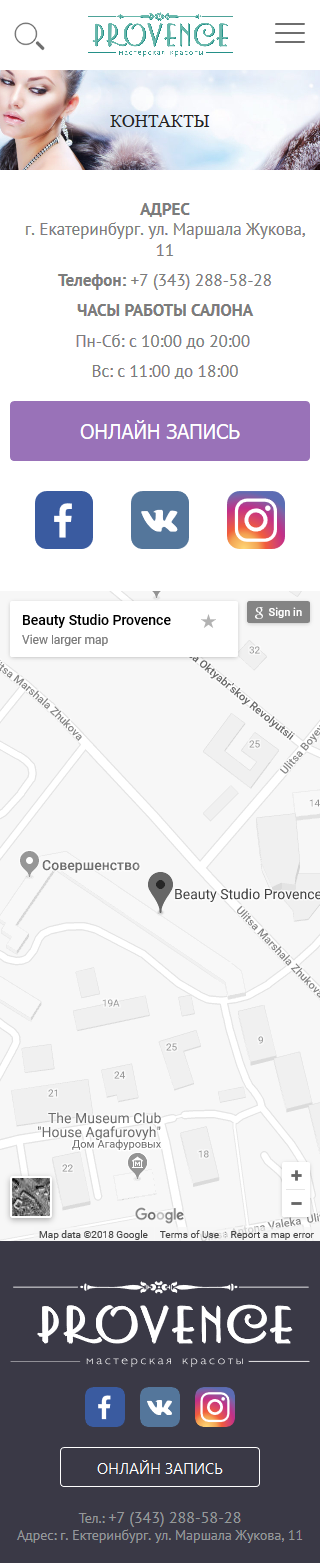 PROVENCE
мастерская красоты
КОНТАКТЫ
АДРЕС
г. Екатеринбург. ул. Маршала Жукова,
11
Телефон: +7 (343) 288-58-28
ЧАСЫ РАБОТЫ САЛОНА
Пн-Сб: с 10:00 до 20:00
Вс: с 11:00 до 18:00
ОНЛАЙН ЗАПИСЬ
Beauty Studio Provence
View larger map
Sign in
32
Oktyabr'skoy Revolyutsii
Ulitsa Marshala Zhukova
25
Ulitsa
14
Совершенство
Beauty Studio Provence
Ulitsa Marshala Zhukova
19A
9
25
24
21
The Museum Club
"House Agafurovyh"
Дом Агафуровых
18
22
Google
Map data ©2018 Google Terms of Use Report a map error
PROVENCE
мастерская красоты
ОНЛАЙН ЗАПИСЬ
Тел.: +7 (343) 288-58-28
Адрес: г. Ектеринбург. ул. Маршала Жукова, 11